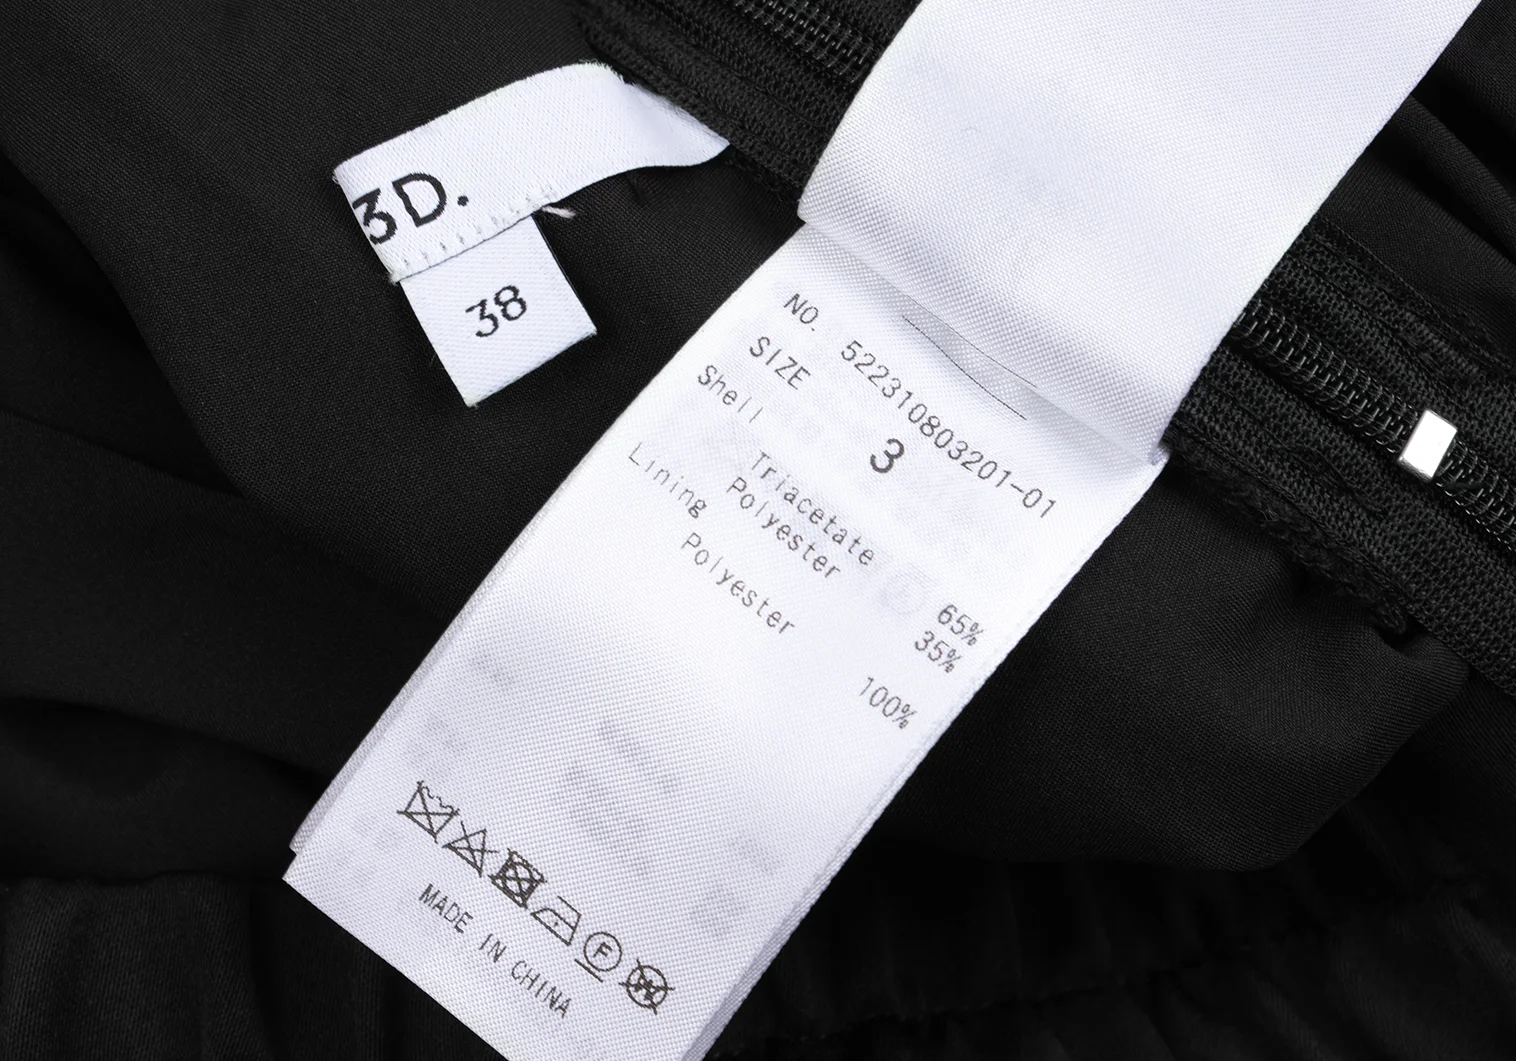 3D.
38
NO. 522310803201-01
SIZE 3
Shell
Triacetate 65%
Polyester 35%
Lining
Polyester 100%
F W
MADE IN CHINA